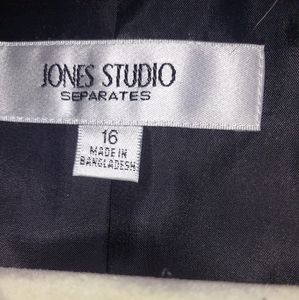 JONES STUDIO
SEPARATES
16
MADE IN
BANGLADESH